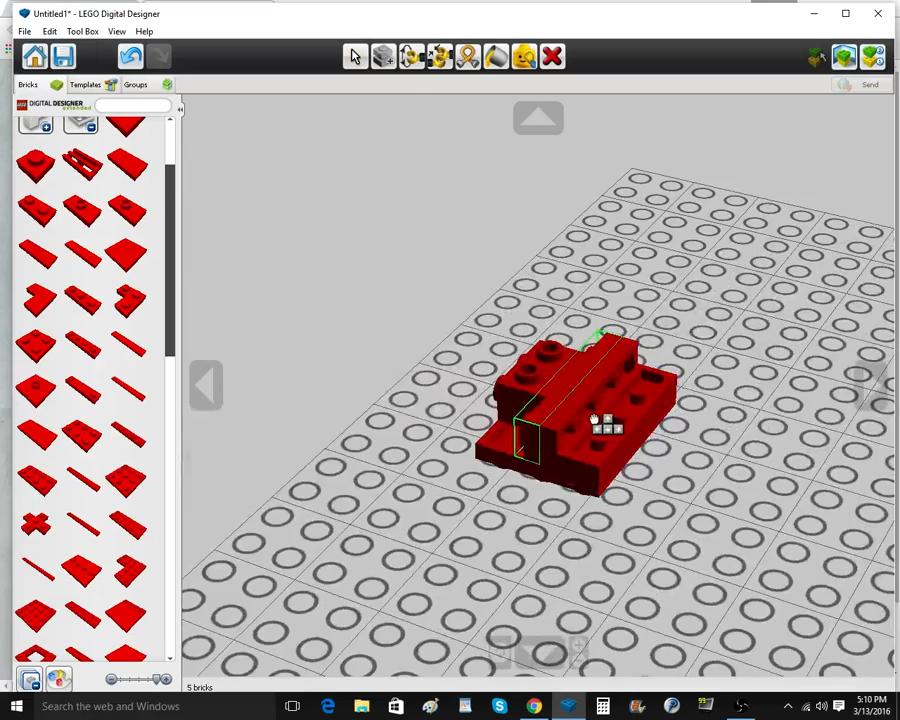 Untitled1* - LEGO Digital Designer
File Edit Tool Box View Help
Bricks Templates Groups Send
DIGITAL DESIGNER
extended
5 bricks
Search the web and Windows
5:10 PM
3/13/2016